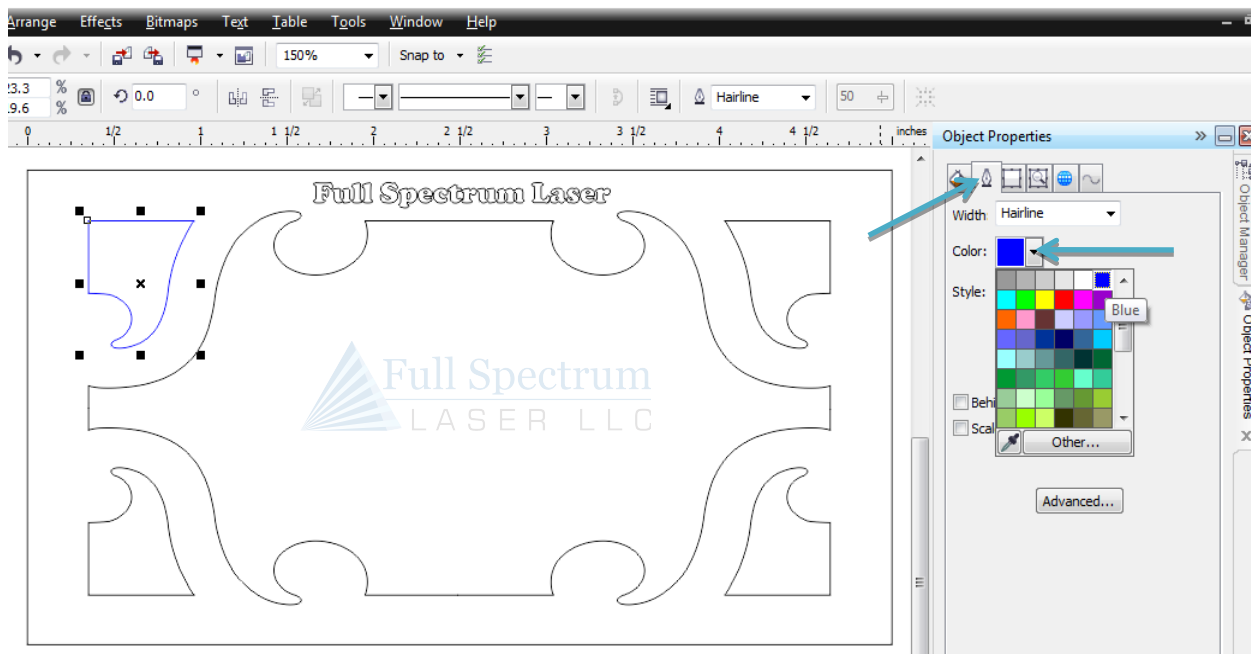 Arrange Effects Bitmaps Text Table Tools Window Help
150% Snap to
23.3 %
0.0 °
Hairline 50
9.6 %
0 1/2 1 1 1/2 2 2 1/2 3 3 1/2 4 4 1/2 inches
Object Properties
Full Spectrum Laser
Width: Hairline
Color:
Style:
Blue
Full Spectrum
LASER LLC
Behi
Scal
Other...
Advanced...
Object Manager
Object Properties